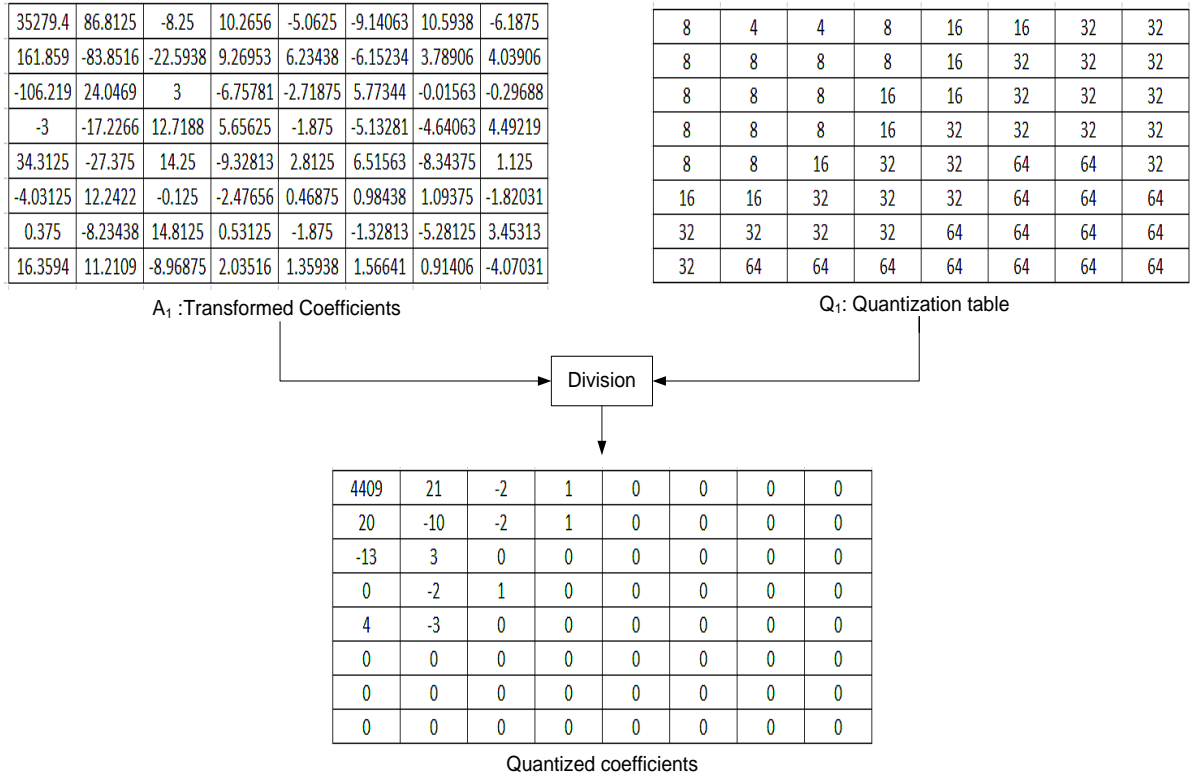 35279.4 86.8125 -8.25 10.2656 -5.0625 -9.14063 10.5938 -6.1875
161.859 -83.8516 -22.5938 9.26953 6.23438 -6.15234 3.78906 4.03906
-106.219 24.0469 3 -6.75781 -2.71875 5.77344 -0.01563 -0.29688
-3 -17.2266 12.7188 5.65625 -1.875 -5.13281 -4.64063 4.49219
34.3125 -27.375 14.25 -9.32813 2.8125 6.51563 -8.34375 1.125
-4.03125 12.2422 -0.125 -2.47656 0.46875 0.98438 1.09375 -1.82031
0.375 -8.23438 14.8125 0.53125 -1.875 -1.32813 -5.28125 3.45313
16.3594 11.2109 -8.96875 2.03516 1.35938 1.56641 0.91406 -4.07031
A₁ :Transformed Coefficients
8 4 4 8 16 16 32 32
8 8 8 8 16 32 32 32
8 8 8 16 16 32 32 32
8 8 8 16 32 32 32 32
8 8 16 32 32 64 64 32
16 16 32 32 32 64 64 64
32 32 32 32 64 64 64 64
32 64 64 64 64 64 64 64
Q₁: Quantization table
Division
4409 21 -2 1 0 0 0 0
20 -10 -2 1 0 0 0 0
-13 3 0 0 0 0 0 0
0 -2 1 0 0 0 0 0
4 -3 0 0 0 0 0 0
0 0 0 0 0 0 0 0
0 0 0 0 0 0 0 0
0 0 0 0 0 0 0 0
Quantized coefficients